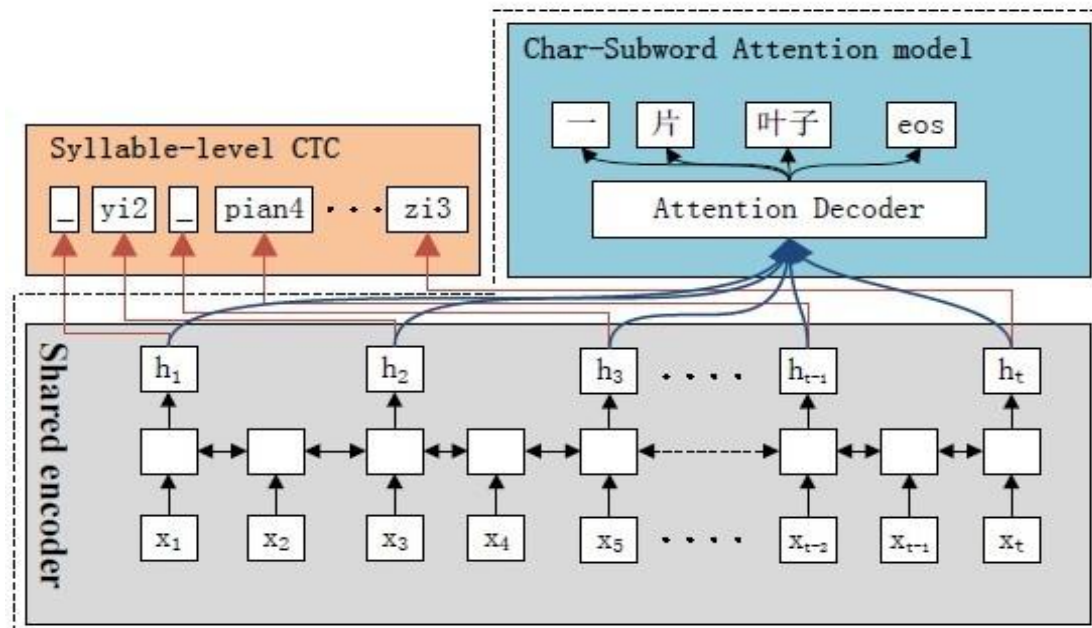 Char-Subword Attention model
一 片 叶子 eos
Attention Decoder
Syllable-level CTC
_ yi2 _ pian4 ··· zi3
Shared encoder
h₁ h₂ h₃ ···· hₜ₋₁ hₜ
x₁ x₂ x₃ x₄ x₅ ···· xₜ₋₂ xₜ₋₁ xₜ